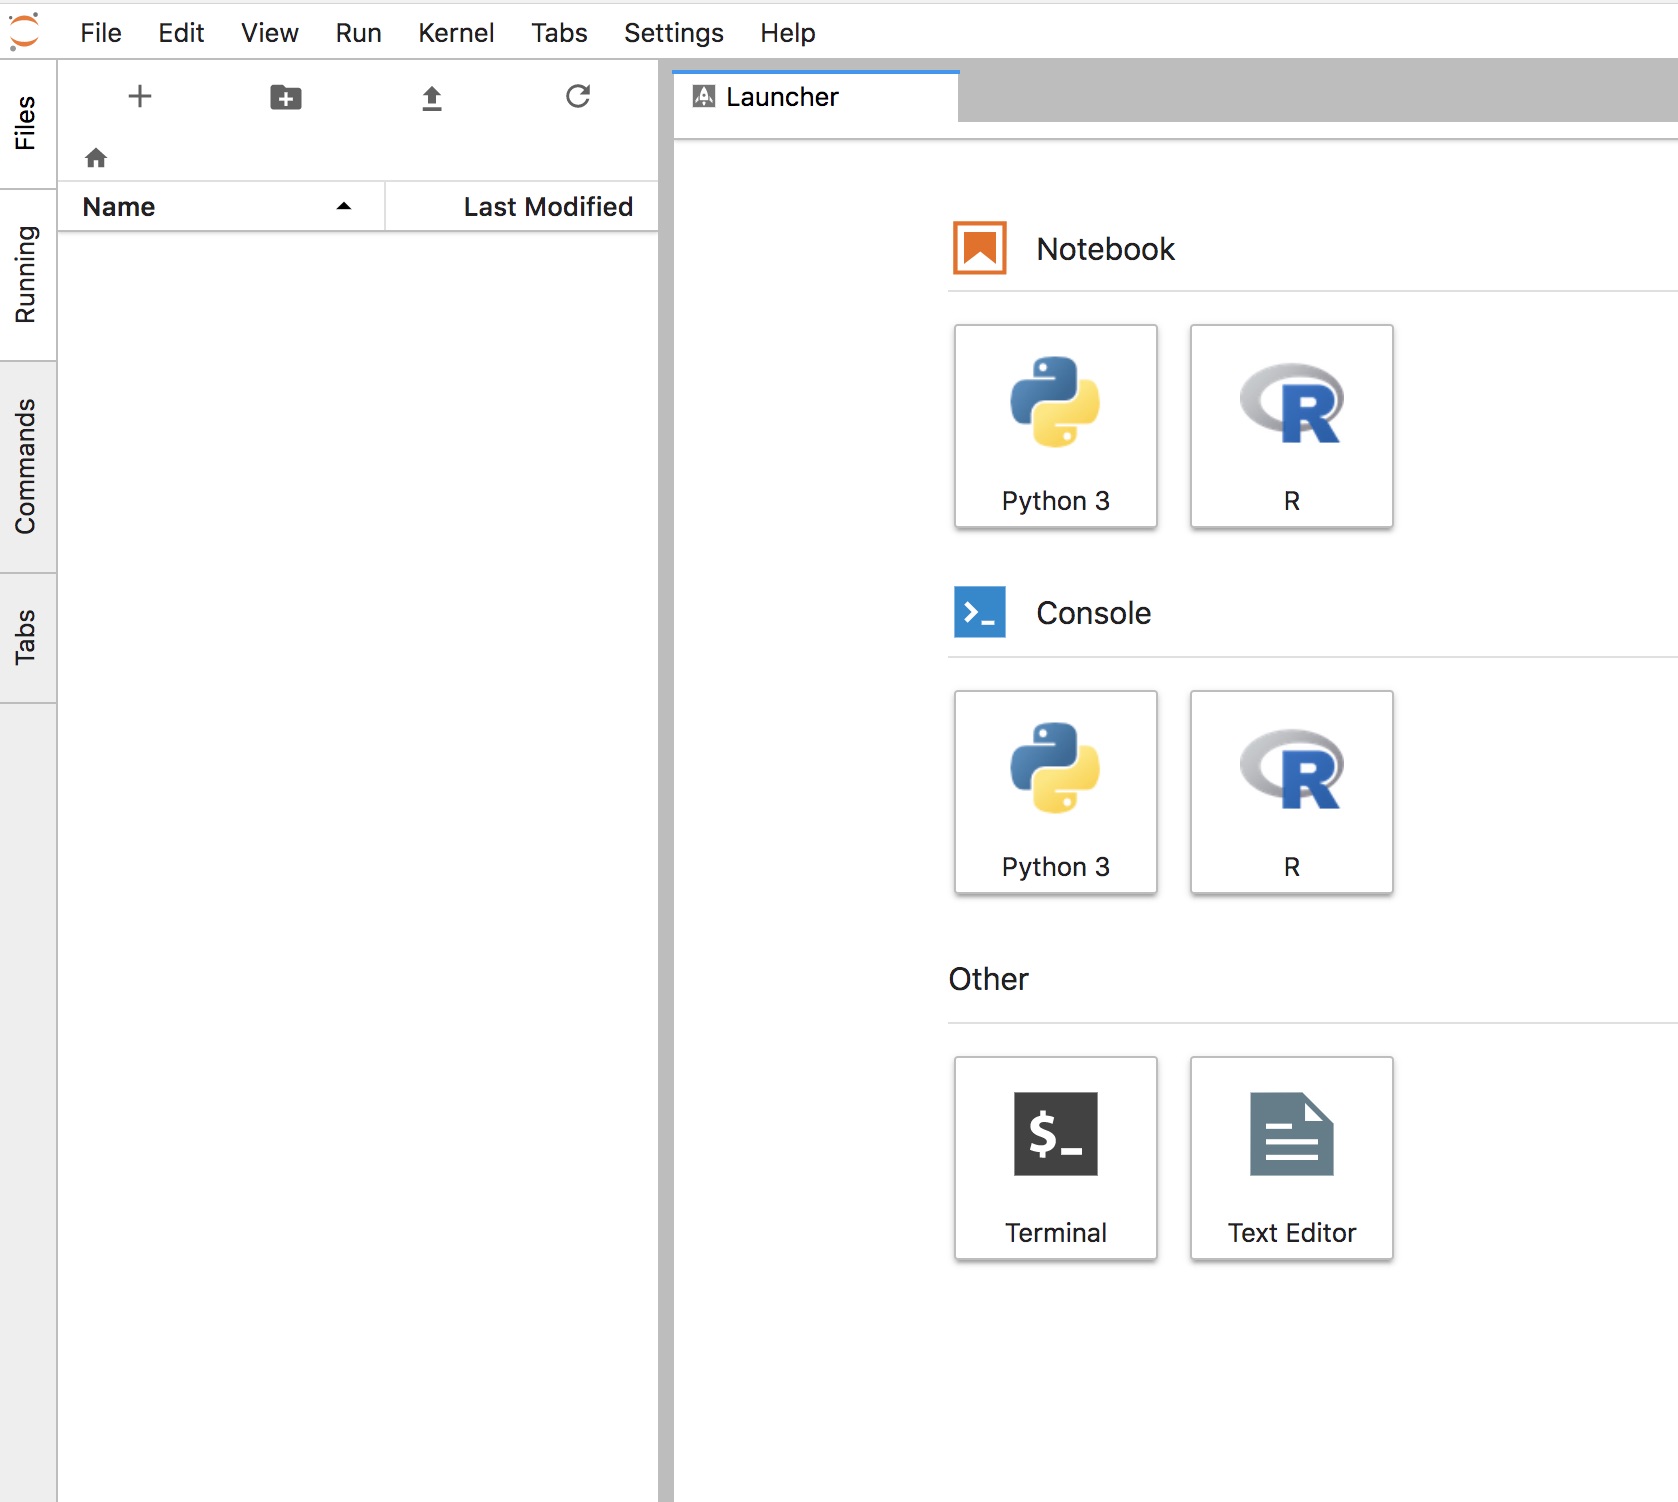 File Edit View Run Kernel Tabs Settings Help
Files
Running
Commands
Tabs
Name Last Modified
Launcher
Notebook
Python 3 R
Console
Python 3 R
Other
$_
Terminal Text Editor